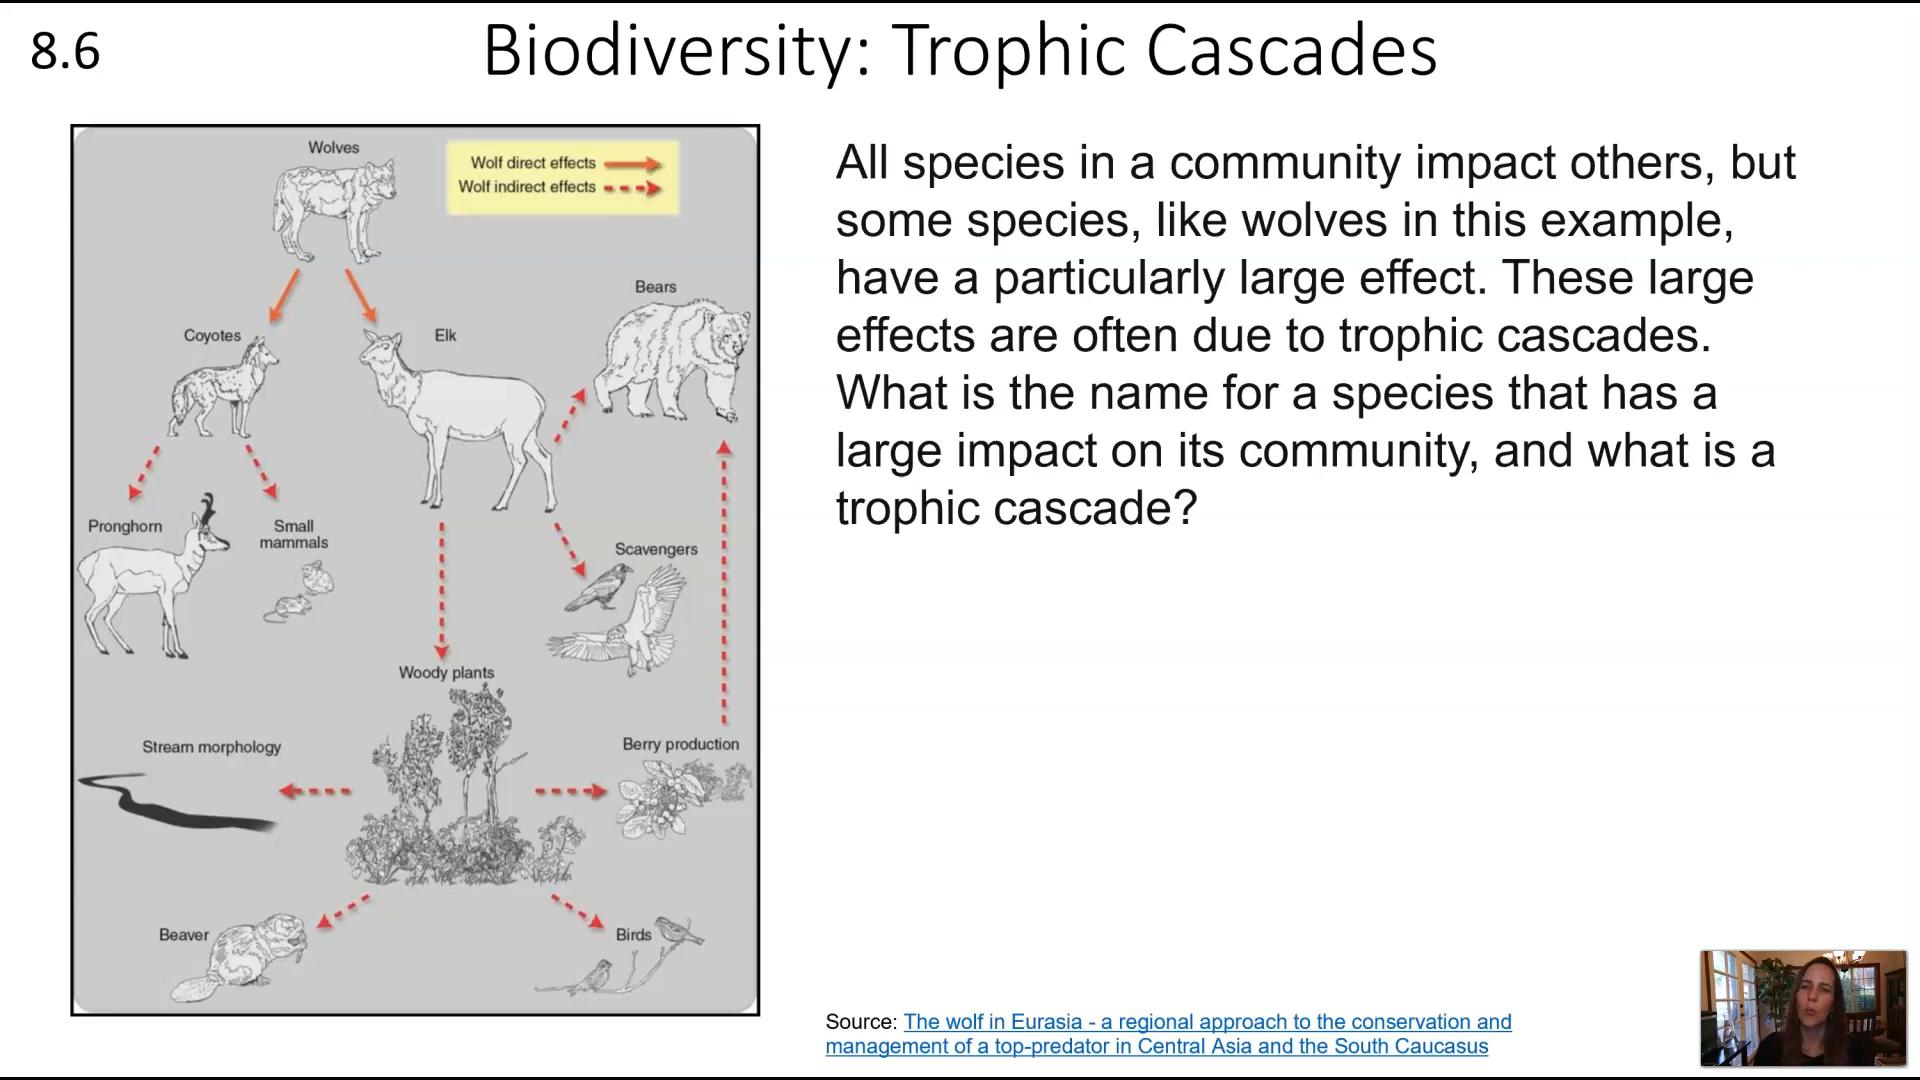 8.6
Biodiversity: Trophic Cascades
Wolves
Wolf direct effects
Wolf indirect effects
Bears
Coyotes
Elk
Pronghorn
Small
mammals
Scavengers
Woody plants
Stream morphology
Berry production
Beaver
Birds
All species in a community impact others, but
some species, like wolves in this example,
have a particularly large effect. These large
effects are often due to trophic cascades.
What is the name for a species that has a
large impact on its community, and what is a
trophic cascade?
Source: The wolf in Eurasia - a regional approach to the conservation and
management of a top-predator in Central Asia and the South Caucasus